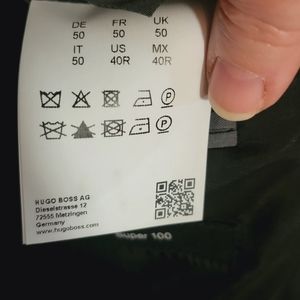 DE FR UK
50 50 50
IT US MX
50 40R 40R
HUGO BOSS AG
Dieselstrasse 12
72555 Metzingen
Germany
www.hugoboss.com
Super 100